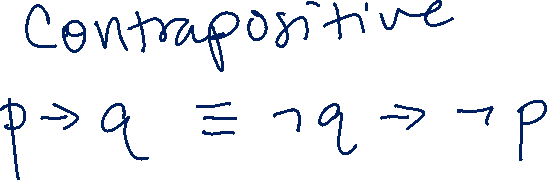 Contrapositive
p → q ≡ ¬q → ¬p